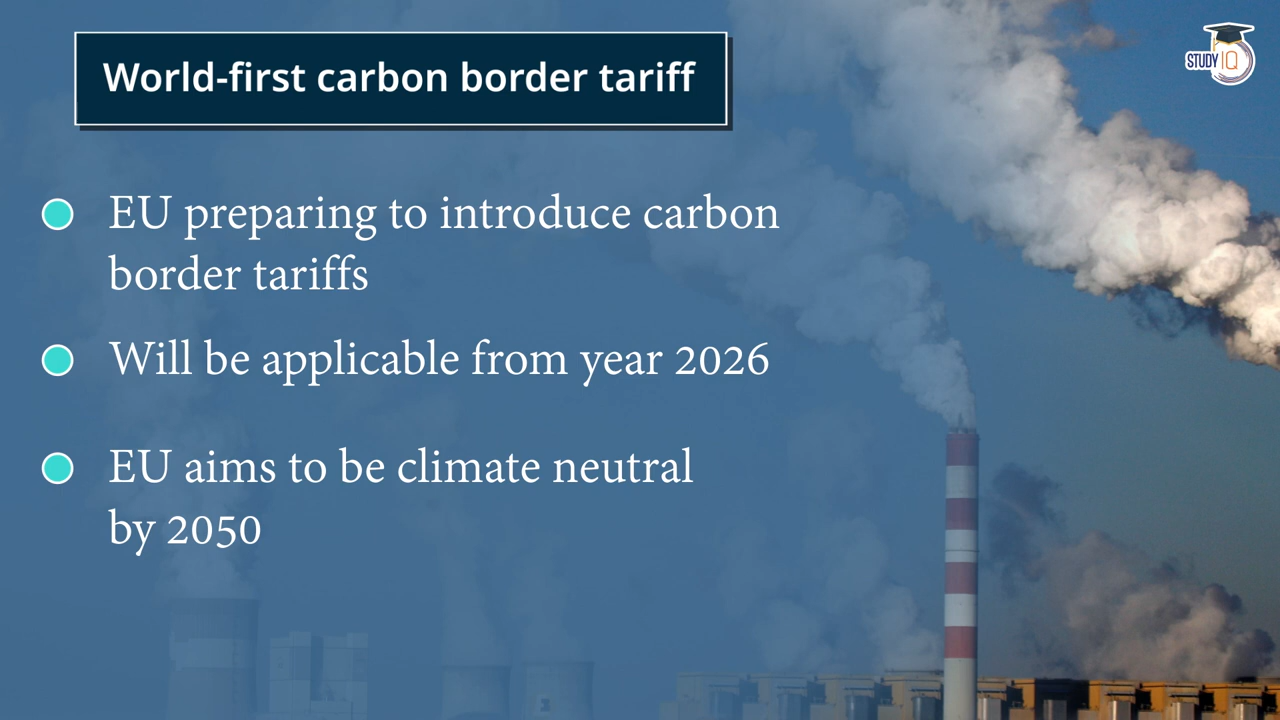 World-first carbon border tariff
STUDY IQ
EU preparing to introduce carbon
border tariffs
Will be applicable from year 2026
EU aims to be climate neutral
by 2050